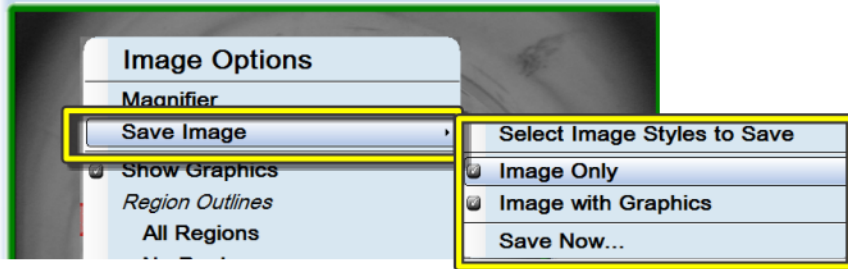 Image Options
Magnifier
Save Image
Show Graphics
Region Outlines
All Regions
Select Image Styles to Save
Image Only
Image with Graphics
Save Now...